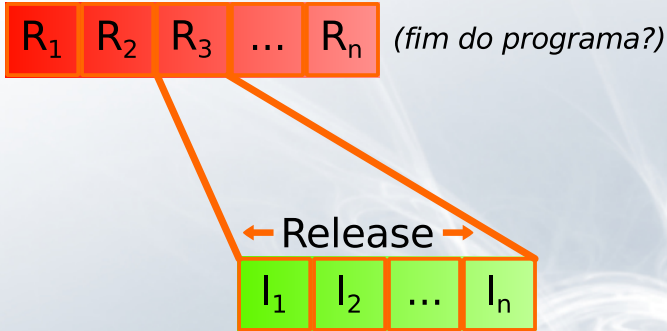 R₁ R₂ R₃ ... Rₙ (fim do programa?)
Release
I₁ I₂ ... Iₙ